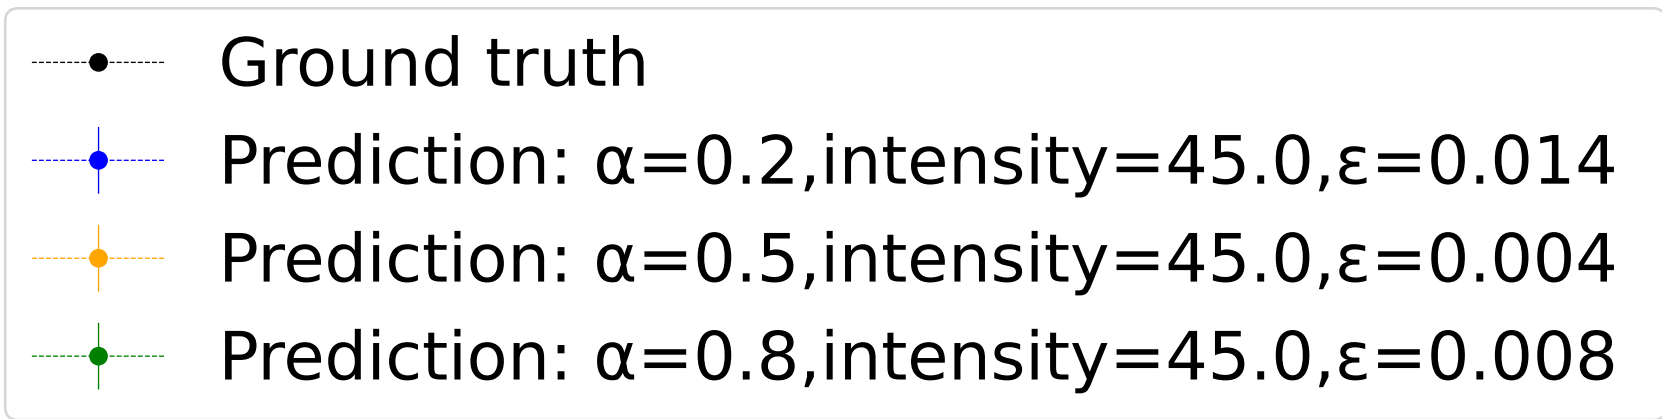 Ground truth
Prediction: α=0.2,intensity=45.0,ε=0.014
Prediction: α=0.5,intensity=45.0,ε=0.004
Prediction: α=0.8,intensity=45.0,ε=0.008